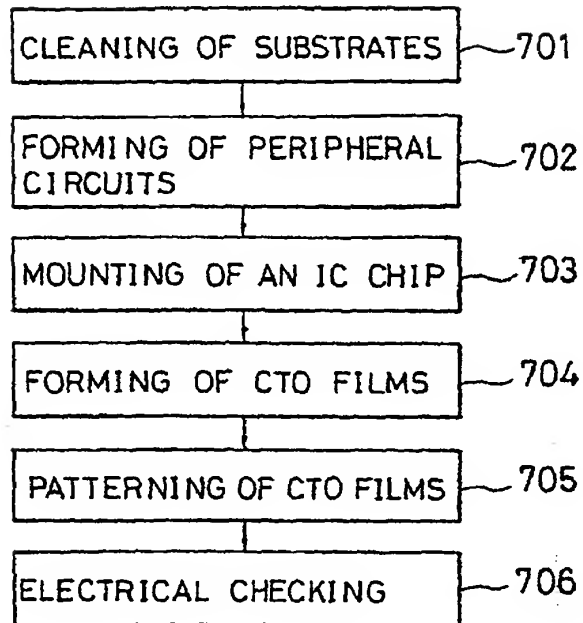 CLEANING OF SUBSTRATES 701
FORMING OF PERIPHERAL CIRCUITS 702
MOUNTING OF AN IC CHIP 703
FORMING OF CTO FILMS 704
PATTERNING OF CTO FILMS 705
ELECTRICAL CHECKING 706